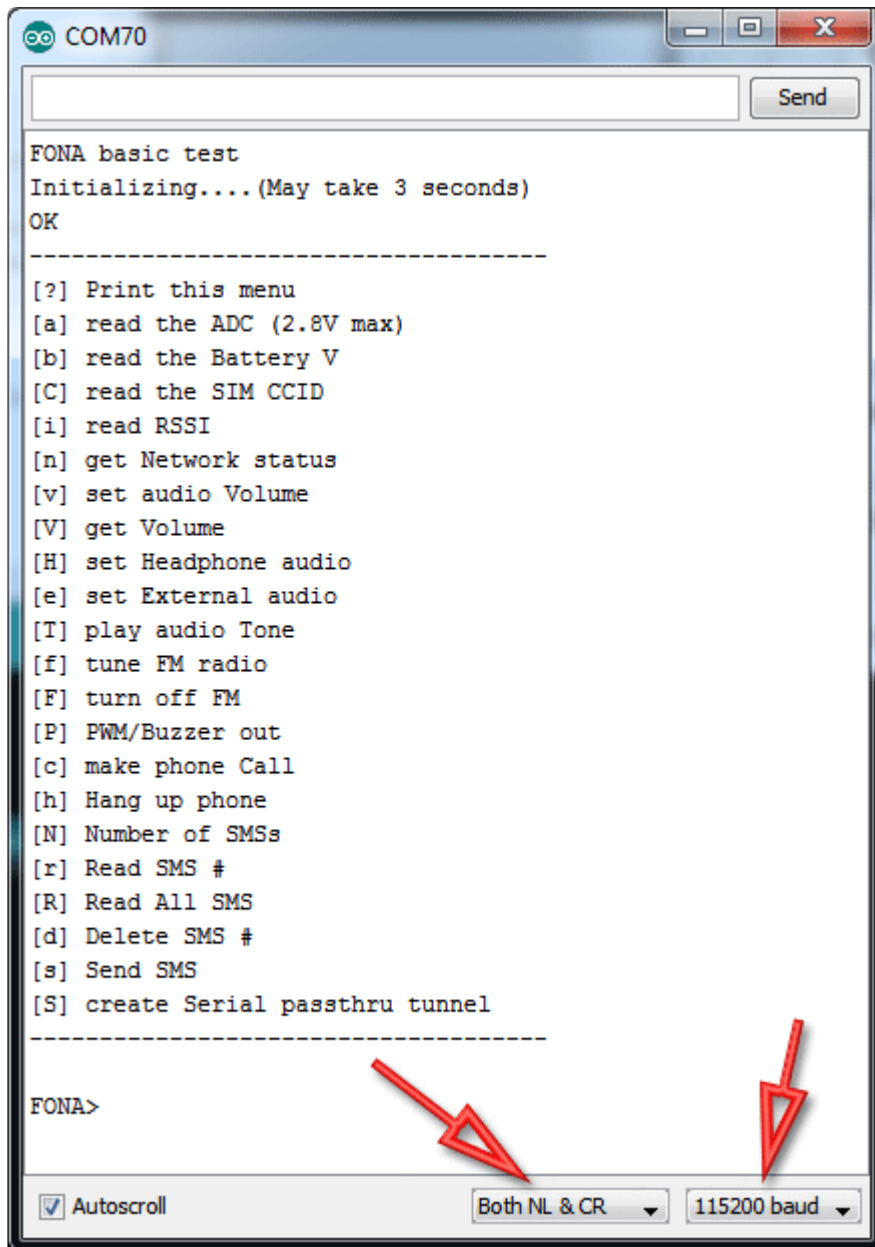 COM70
Send
FONA basic test
Initializing....(May take 3 seconds)
OK
-------------------------------------
[?] Print this menu
[a] read the ADC (2.8V max)
[b] read the Battery V
[C] read the SIM CCID
[i] read RSSI
[n] get Network status
[v] set audio Volume
[V] get Volume
[H] set Headphone audio
[e] set External audio
[T] play audio Tone
[f] tune FM radio
[F] turn off FM
[P] PWM/Buzzer out
[c] make phone Call
[h] Hang up phone
[N] Number of SMSs
[r] Read SMS #
[R] Read All SMS
[d] Delete SMS #
[s] Send SMS
[S] create Serial passthru tunnel
-------------------------------------
FONA>
Autoscroll Both NL & CR 115200 baud